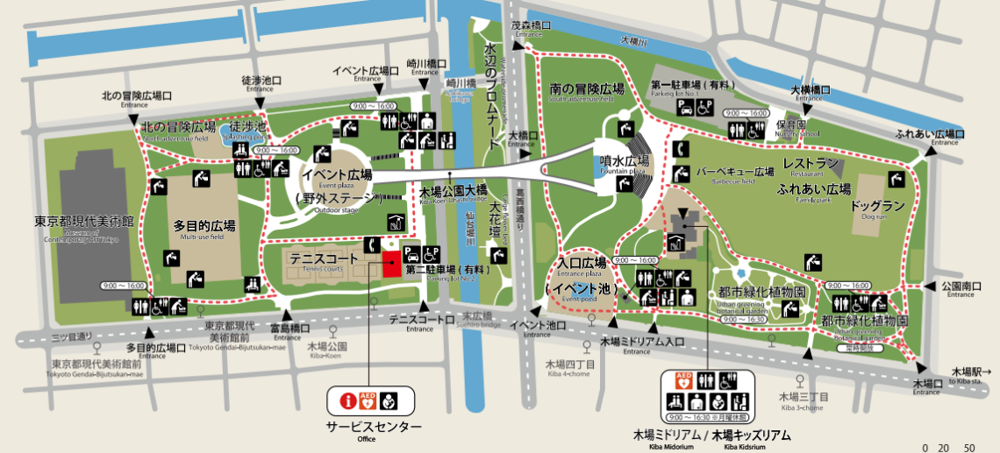 茂森橋口
Entrance
大横川
水辺のプロムナード
イベント広場口
Entrance
崎川橋口
Entrance
徒渉池口
Entrance
崎川橋
北の冒険広場口
Entrance
9:00 ～ 16:00
南の冒険広場
South adventure field
第一駐車場 ( 有料 )
Parking lot No.1
大横橋口
Entrance
9:00 ～ 16:00
保育園
Nursery school
北の冒険広場
North adventure field
徒渉池
Splashing pond
9:00 ～ 16:00
大橋口
Entrance
ふれあい広場口
Entrance
噴水広場
Fountain plaza
バーベキュー広場
Barbecue field
レストラン
Restaurant
ふれあい広場
Family park
ドッグラン
Dog run
イベント広場
Event plaza
( 野外ステージ )
Outdoor stage
木場公園大橋
Kiba Koen Ohashi bridge
仙台堀川
大花壇
Large flower bed
葛西橋通り
東京都現代美術館
Museum of
Contemporary Art Tokyo
多目的広場
Multi-use field
テニスコート
Tennis courts
第二駐車場 ( 有料 )
Parking lot No.2
入口広場
Entrance plaza
( イベント池 )
Event pond
9:00 ～ 16:00
都市緑化植物園
Urban greening
botanical garden
9:00 ～ 16:30
9:00 ～ 16:00
都市緑化植物園
Urban greening
Botanical garden
常時開放
公園南口
Entrance
9:00 ～ 16:00
三ツ目通り
多目的広場口
Entrance
東京都現代
美術館前
Tokyo Gendai-Bijutsukan-mae
東京都現代美術館前
Tokyo Gendai-Bijutsukan-mae
富島橋口
Entrance
木場公園
Kiba-Koen
テニスコート口
Entrance
末広橋
Suehiro bridge
イベント池口
Entrance
木場四丁目
Kiba 4-chome
木場ミドリアム入口
Entrance
木場三丁目
Kiba 3-chome
木場口
Entrance
木場駅→
to Kiba sta.
AED
サービスセンター
Office
AED
9:00 ～ 16:30 ※月曜休館
木場ミドリアム / 木場キッズリアム
Kiba Midorium
Kiba Kidsrium
0 20 50